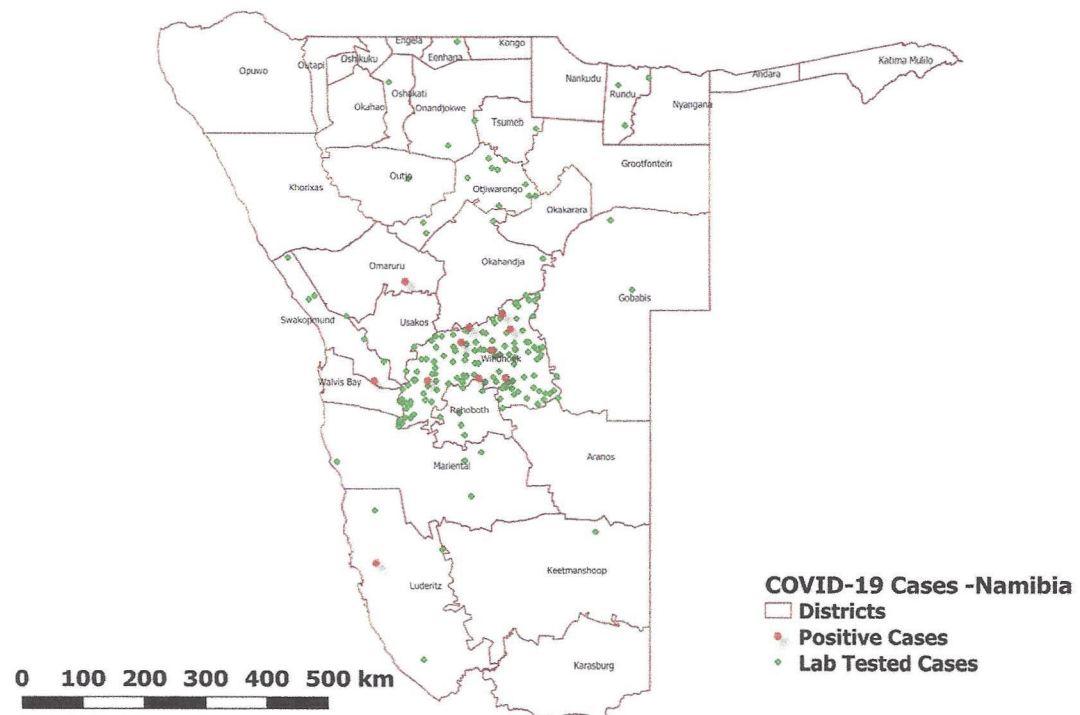 Engela
Kongo
Opuwo
Outapi
Oshikuku
Eenhana
Katima Mulilo
Andara
Nankudu
Oshakati
Rundu
Okahao
Onandjokwe
Nyangana
Tsumeb
Grootfontein
Khorixas
Outjo
Otjiwarongo
Okakarara
Omaruru
Okahandja
Gobabis
Swakopmund
Usakos
Windhoek
Walvis Bay
Rehoboth
Mariental
Aranos
Keetmanshoop
Luderitz
Karasburg
COVID-19 Cases -Namibia
Districts
Positive Cases
Lab Tested Cases
0 100 200 300 400 500 km